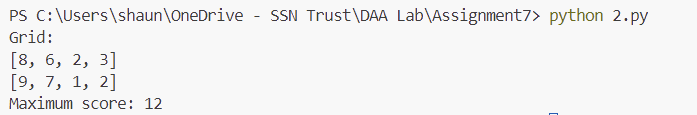 PS C:\Users\shaun\OneDrive - SSN Trust\DAA Lab\Assignment7> python 2.py
Grid:
[8, 6, 2, 3]
[9, 7, 1, 2]
Maximum score: 12